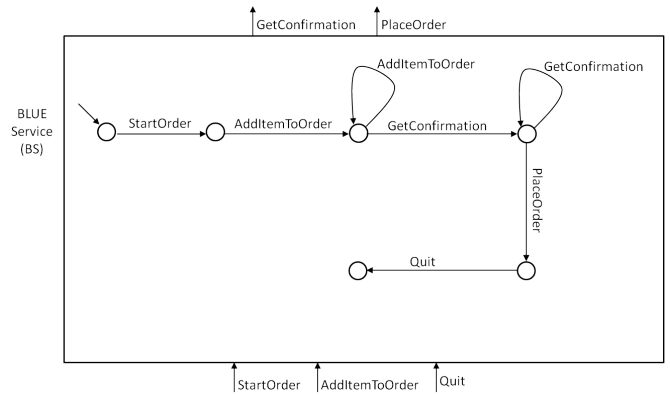 GetConfirmation
PlaceOrder
AddItemToOrder
GetConfirmation
BLUE
Service
(BS)
StartOrder
AddItemToOrder
GetConfirmation
PlaceOrder
Quit
StartOrder
AddItemToOrder
Quit